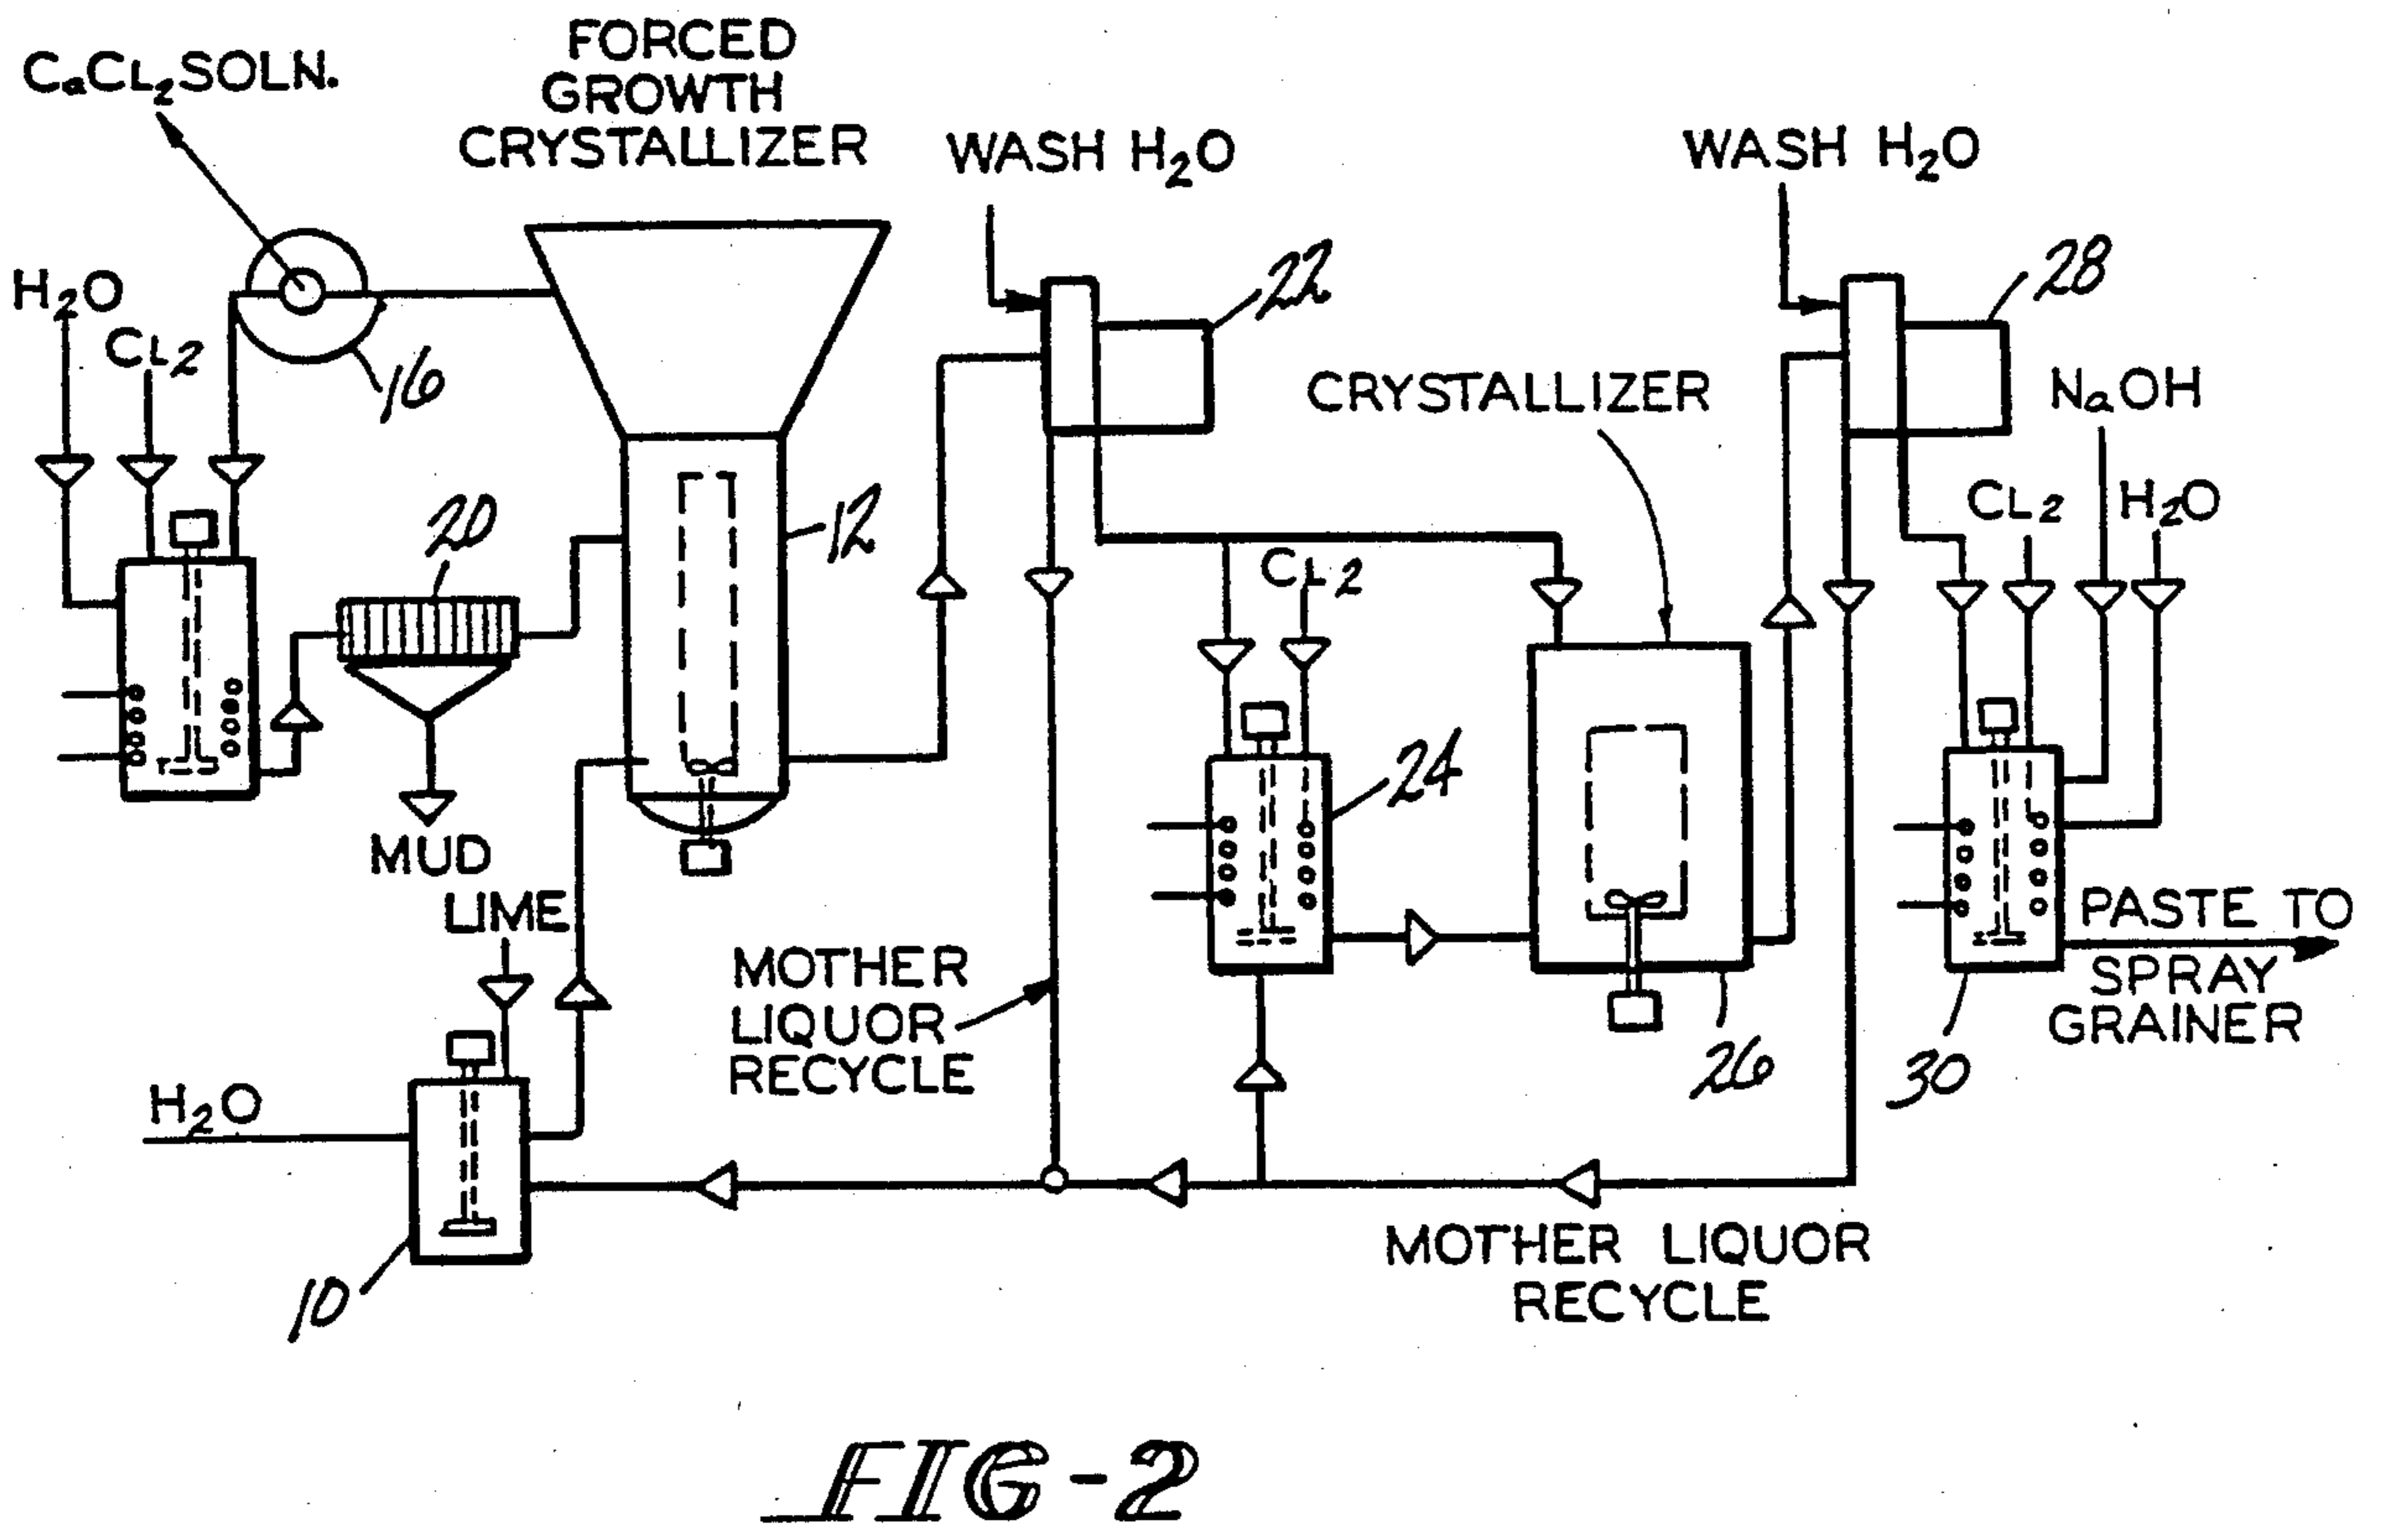 FORCED
GROWTH
CRYSTALLIZER
CaCL2 SOLN.
WASH H2O
WASH H2O
H2O
CL2
16
22
28
CRYSTALLIZER
NaOH
20
12
CL2
H2O
CL2
24
MUD
LIME
PASTE TO
SPRAY
GRAINER
MOTHER
LIQUOR
RECYCLE
26
30
H2O
10
MOTHER LIQUOR
RECYCLE
FIG-2